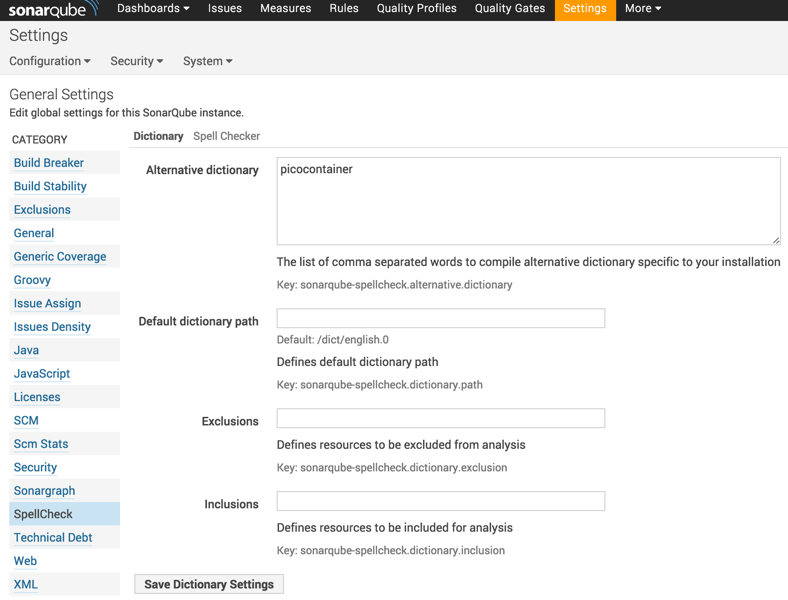 sonarqube Dashboards Issues Measures Rules Quality Profiles Quality Gates Settings More
Settings
Configuration Security System
General Settings
Edit global settings for this SonarQube instance.
CATEGORY
Build Breaker
Build Stability
Exclusions
General
Generic Coverage
Groovy
Issue Assign
Issues Density
Java
JavaScript
Licenses
SCM
Scm Stats
Security
Sonargraph
SpellCheck
Technical Debt
Web
XML
Dictionary Spell Checker
Alternative dictionary picocontainer
The list of comma separated words to compile alternative dictionary specific to your installation
Key: sonarqube-spellcheck.alternative.dictionary
Default dictionary path
Default: /dict/english.0
Defines default dictionary path
Key: sonarqube-spellcheck.dictionary.path
Exclusions
Defines resources to be excluded from analysis
Key: sonarqube-spellcheck.dictionary.exclusion
Inclusions
Defines resources to be included for analysis
Key: sonarqube-spellcheck.dictionary.inclusion
Save Dictionary Settings